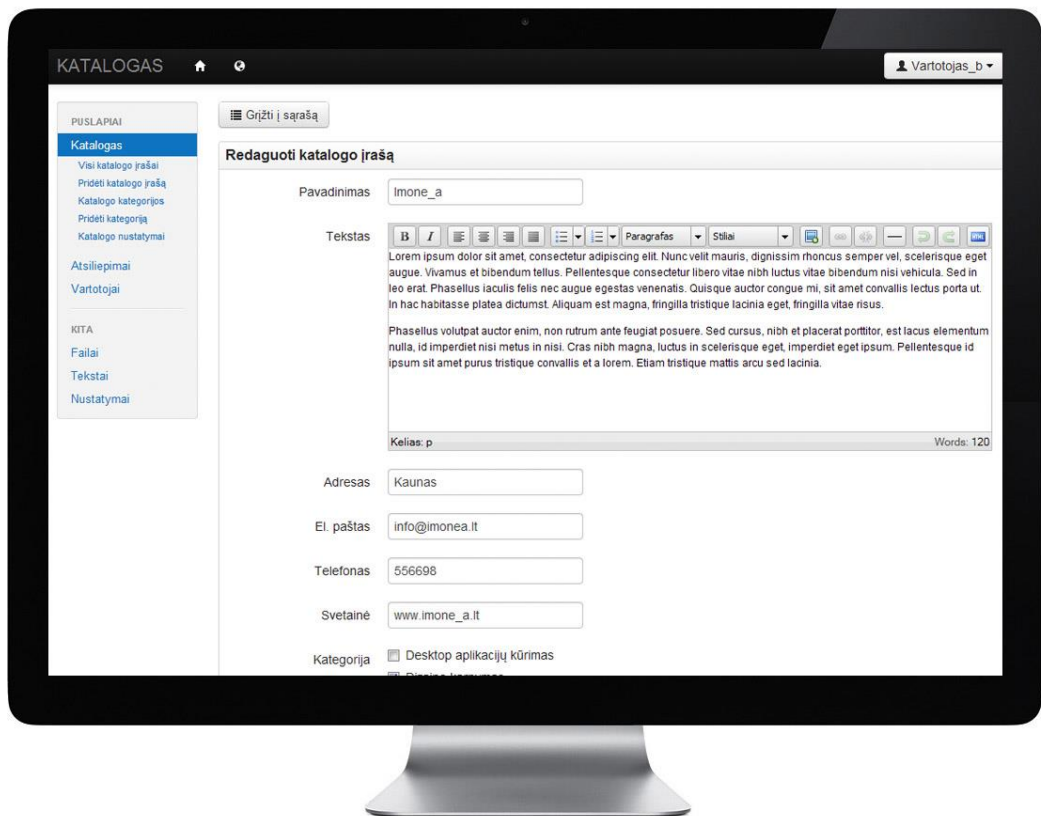 KATALOGAS
Vartotojas_b
PUSLAPIAI
Katalogas
Visi katalogo įrašai
Pridėti katalogo įrašą
Katalogo kategorijos
Pridėti kategoriją
Katalogo nustatymai
Atsiliepimai
Vartotojai
KITA
Failai
Tekstai
Nustatymai
Grįžti į sąrašą
Redaguoti katalogo įrašą
Pavadinimas Imone_a
Tekstas
B I Paragrafas Stiliai HTML
Lorem ipsum dolor sit amet, consectetur adipiscing elit. Nunc velit mauris, dignissim rhoncus semper vel, scelerisque eget
augue. Vivamus et bibendum tellus. Pellentesque consectetur libero vitae nibh luctus vitae bibendum nisi vehicula. Sed in
leo erat. Phasellus iaculis felis nec augue egestas venenatis. Quisque auctor congue mi, sit amet convallis lectus porta ut.
In hac habitasse platea dictumst. Aliquam est magna, fringilla tristique lacinia eget, fringilla vitae risus.
Phasellus volutpat auctor enim, non rutrum ante feugiat posuere. Sed cursus, nibh et placerat porttitor, est lacus elementum
nulla, id imperdiet nisi metus in nisi. Cras nibh magna, luctus in scelerisque eget, imperdiet eget ipsum. Pellentesque id
ipsum sit amet purus tristique convallis et a lorem. Etiam tristique mattis arcu sed lacinia.
Kelias: p Words: 120
Adresas Kaunas
El. paštas info@imonea.lt
Telefonas 556698
Svetainė www.imone_a.lt
Kategorija Desktop aplikacijų kūrimas